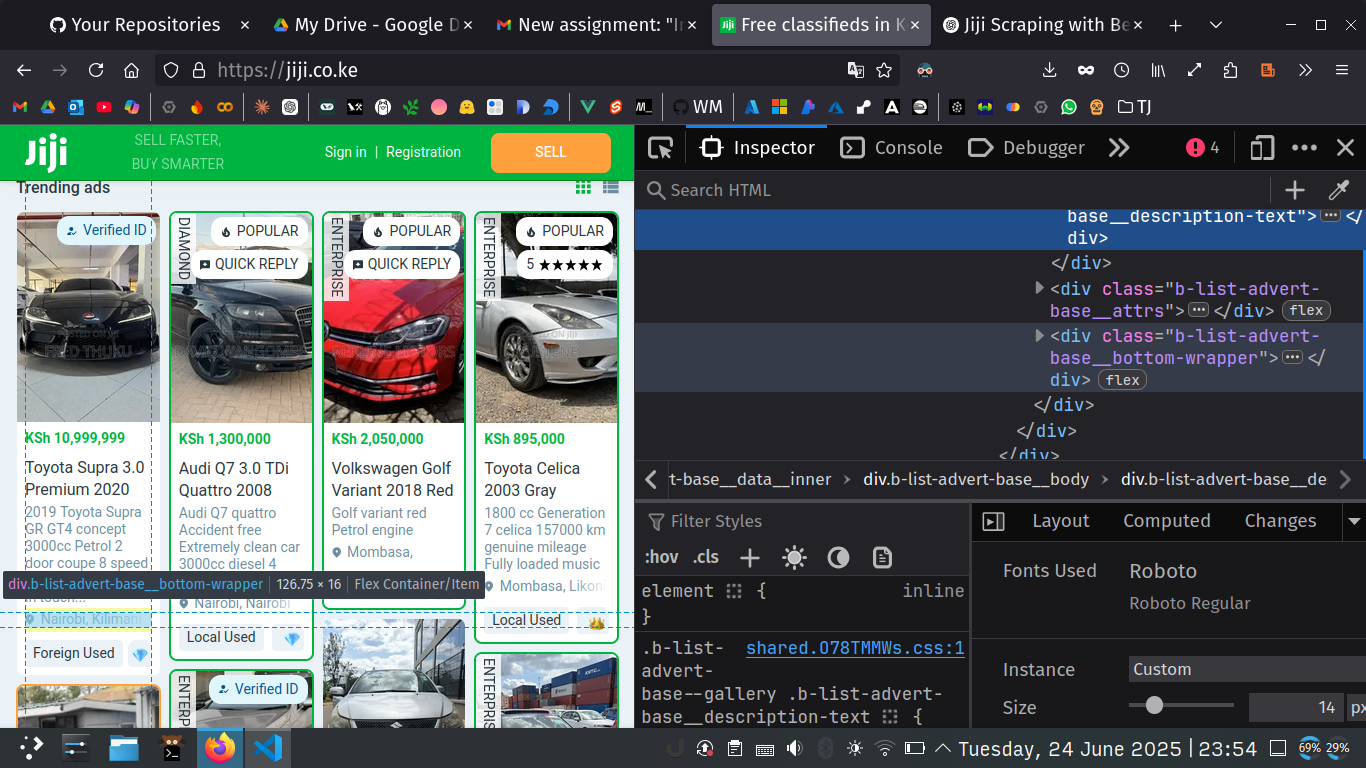 Your Repositories
My Drive - Google D
New assignment: "In
Free classifieds in K
Jiji Scraping with Be
https://jiji.co.ke
WM
TJ
Jiji
SELL FASTER,
BUY SMARTER
Sign in | Registration
SELL
Trending ads
Verified ID
KSh 10,999,999
Toyota Supra 3.0
Premium 2020
2019 Toyota Supra
GR GT4 concept
3000cc Petrol 2
door coupe 8 speed
Nairobi, Kilimani
Foreign Used
DIAMOND
POPULAR
QUICK REPLY
KSh 1,300,000
Audi Q7 3.0 TDi
Quattro 2008
Audi Q7 quattro
Accident free
Extremely clean car
3000cc diesel 4
Nairobi, Nairobi
Local Used
ENTERPRISE
POPULAR
QUICK REPLY
KSh 2,050,000
Volkswagen Golf
Variant 2018 Red
Golf variant red
Petrol engine
Mombasa,
ENTERPRISE
POPULAR
5 ★★★★★
KSh 895,000
Toyota Celica
2003 Gray
1800 cc Generation
7 celica 157000 km
genuine mileage
Fully loaded music
Mombasa, Likoni
Local Used
div.b-list-advert-base__bottom-wrapper | 126.75 × 16 | Flex Container/Item
ENTERP
Verified ID
ENTERP
Inspector
Console
Debugger
4
Search HTML
base__description-text"> ··· </
div>
</div>
<div class="b-list-advert-
base__attrs"> ··· </div> flex
<div class="b-list-advert-
base__bottom-wrapper"> ··· </
div> flex
</div>
</div>
</div>
t-base__data__inner
div.b-list-advert-base__body
div.b-list-advert-base__de
Filter Styles
:hov .cls
element { inline
}
.b-list- shared.O78TMMWs.css:1
advert-
base--gallery .b-list-advert-
base__description-text {
Layout
Computed
Changes
Fonts Used
Roboto
Roboto Regular
Instance
Custom
Size
14
px
Tuesday, 24 June 2025 | 23:54
69% 29%